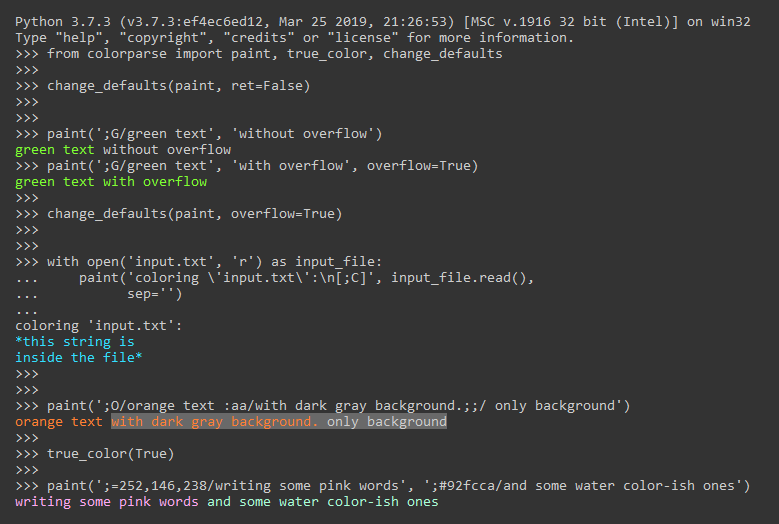 Python 3.7.3 (v3.7.3:ef4ec6ed12, Mar 25 2019, 21:26:53) [MSC v.1916 32 bit (Intel)] on win32
Type "help", "copyright", "credits" or "license" for more information.
>>> from colorparse import paint, true_color, change_defaults
>>>
>>> change_defaults(paint, ret=False)
>>>
>>>
>>> paint(';G/green text', 'without overflow')
green text without overflow
>>> paint(';G/green text', 'with overflow', overflow=True)
green text with overflow
>>>
>>> change_defaults(paint, overflow=True)
>>>
>>>
>>> with open('input.txt', 'r') as input_file:
...     paint('coloring \'input.txt\':\n[;C]', input_file.read(),
...           sep='')
...
coloring 'input.txt':
*this string is
inside the file*
>>>
>>>
>>> paint(';O/orange text :aa/with dark gray background.;;/ only background')
orange text with dark gray background. only background
>>>
>>> true_color(True)
>>>
>>> paint(';=252,146,238/writing some pink words', ';#92fcca/and some water color-ish ones')
writing some pink words and some water color-ish ones